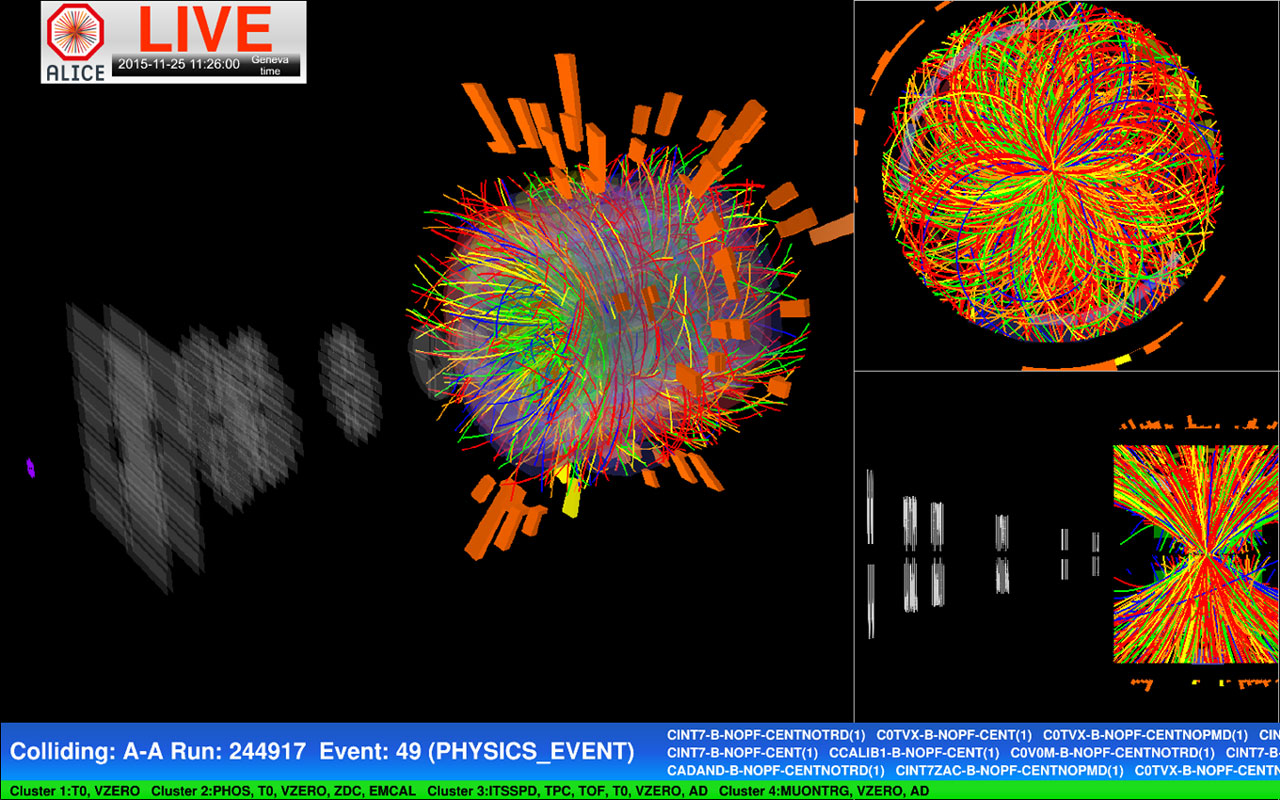 LIVE
ALICE
2015-11-25 11:26:00
Geneva
time
Colliding: A-A Run: 244917 Event: 49 (PHYSICS_EVENT)
CINT7-B-NOPF-CENTNOTRD(1) C0TVX-B-NOPF-CENT(1) C0TVX-B-NOPF-CENTNOPMD(1) CIN
CINT7-B-NOPF-CENT(1) CCALIB1-B-NOPF-CENT(1) C0V0M-B-NOPF-CENTNOTRD(1) CINT7-B-
CADAND-B-NOPF-CENTNOTRD(1) CINT7ZAC-B-NOPF-CENTNOPMD(1) C0TVX-B-NOPF-CENTN
Cluster 1:T0, VZERO Cluster 2:PHOS, T0, VZERO, ZDC, EMCAL Cluster 3:ITSSPD, TPC, TOF, T0, VZERO, AD Cluster 4:MUONTRG, VZERO, AD